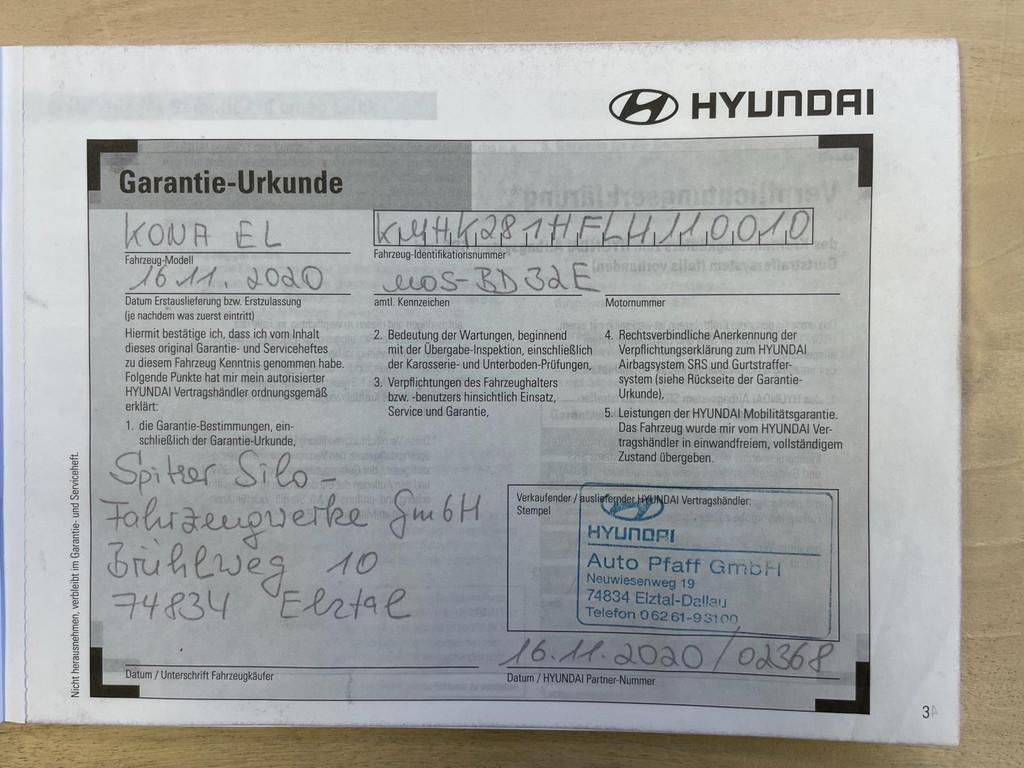 HYUNDAI
Garantie-Urkunde
KONA EL
KMHK281HFLH110010
Fahrzeug-Modell
Fahrzeug-Identifikationsnummer
16.11.2020
MOS-BD32E
Datum Erstauslieferung bzw. Erstzulassung
(je nachdem was zuerst eintritt)
amtl. Kennzeichen
Motornummer
Hiermit bestätige ich, dass ich vom Inhalt
dieses original Garantie- und Serviceheftes
zu diesem Fahrzeug Kenntnis genommen habe.
Folgende Punkte hat mir mein autorisierter
HYUNDAI Vertragshändler ordnungsgemäß
erklärt:
1. die Garantie-Bestimmungen, ein-
schließlich der Garantie-Urkunde,
2. Bedeutung der Wartungen, beginnend
mit der Übergabe-Inspektion, einschließlich
der Karosserie- und Unterboden-Prüfungen,
3. Verpflichtungen des Fahrzeughalters
bzw. -benutzers hinsichtlich Einsatz,
Service und Garantie,
4. Rechtsverbindliche Anerkennung der
Verpflichtungserklärung zum HYUNDAI
Airbagsystem SRS und Gurtstraffer-
system (siehe Rückseite der Garantie-
Urkunde),
5. Leistungen der HYUNDAI Mobilitätsgarantie.
Das Fahrzeug wurde mir vom HYUNDAI Ver-
tragshändler in einwandfreiem, vollständigem
Zustand übergeben.
Spitzer Silo-
Fahrzeugwerke GmbH
Brühlweg 10
74834 Elztal
Verkaufender / ausliefernder HYUNDAI Vertragshändler:
Stempel
HYUNDAI
Auto Pfaff GmbH
Neuwiesenweg 19
74834 Elztal-Dallau
Telefon 06261-93100
16.11.2020/02368
Datum / Unterschrift Fahrzeugkäufer
Datum / HYUNDAI Partner-Nummer
Nicht herausnehmen, verbleibt im Garantie- und Serviceheft.
3